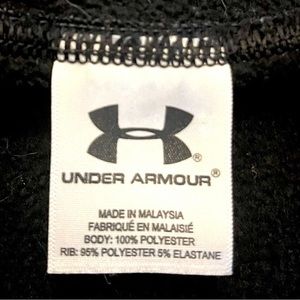 ®
UNDER ARMOUR®
MADE IN MALAYSIA
FABRIQUÉ EN MALAISIE
BODY: 100% POLYESTER
RIB: 95% POLYESTER 5% ELASTANE